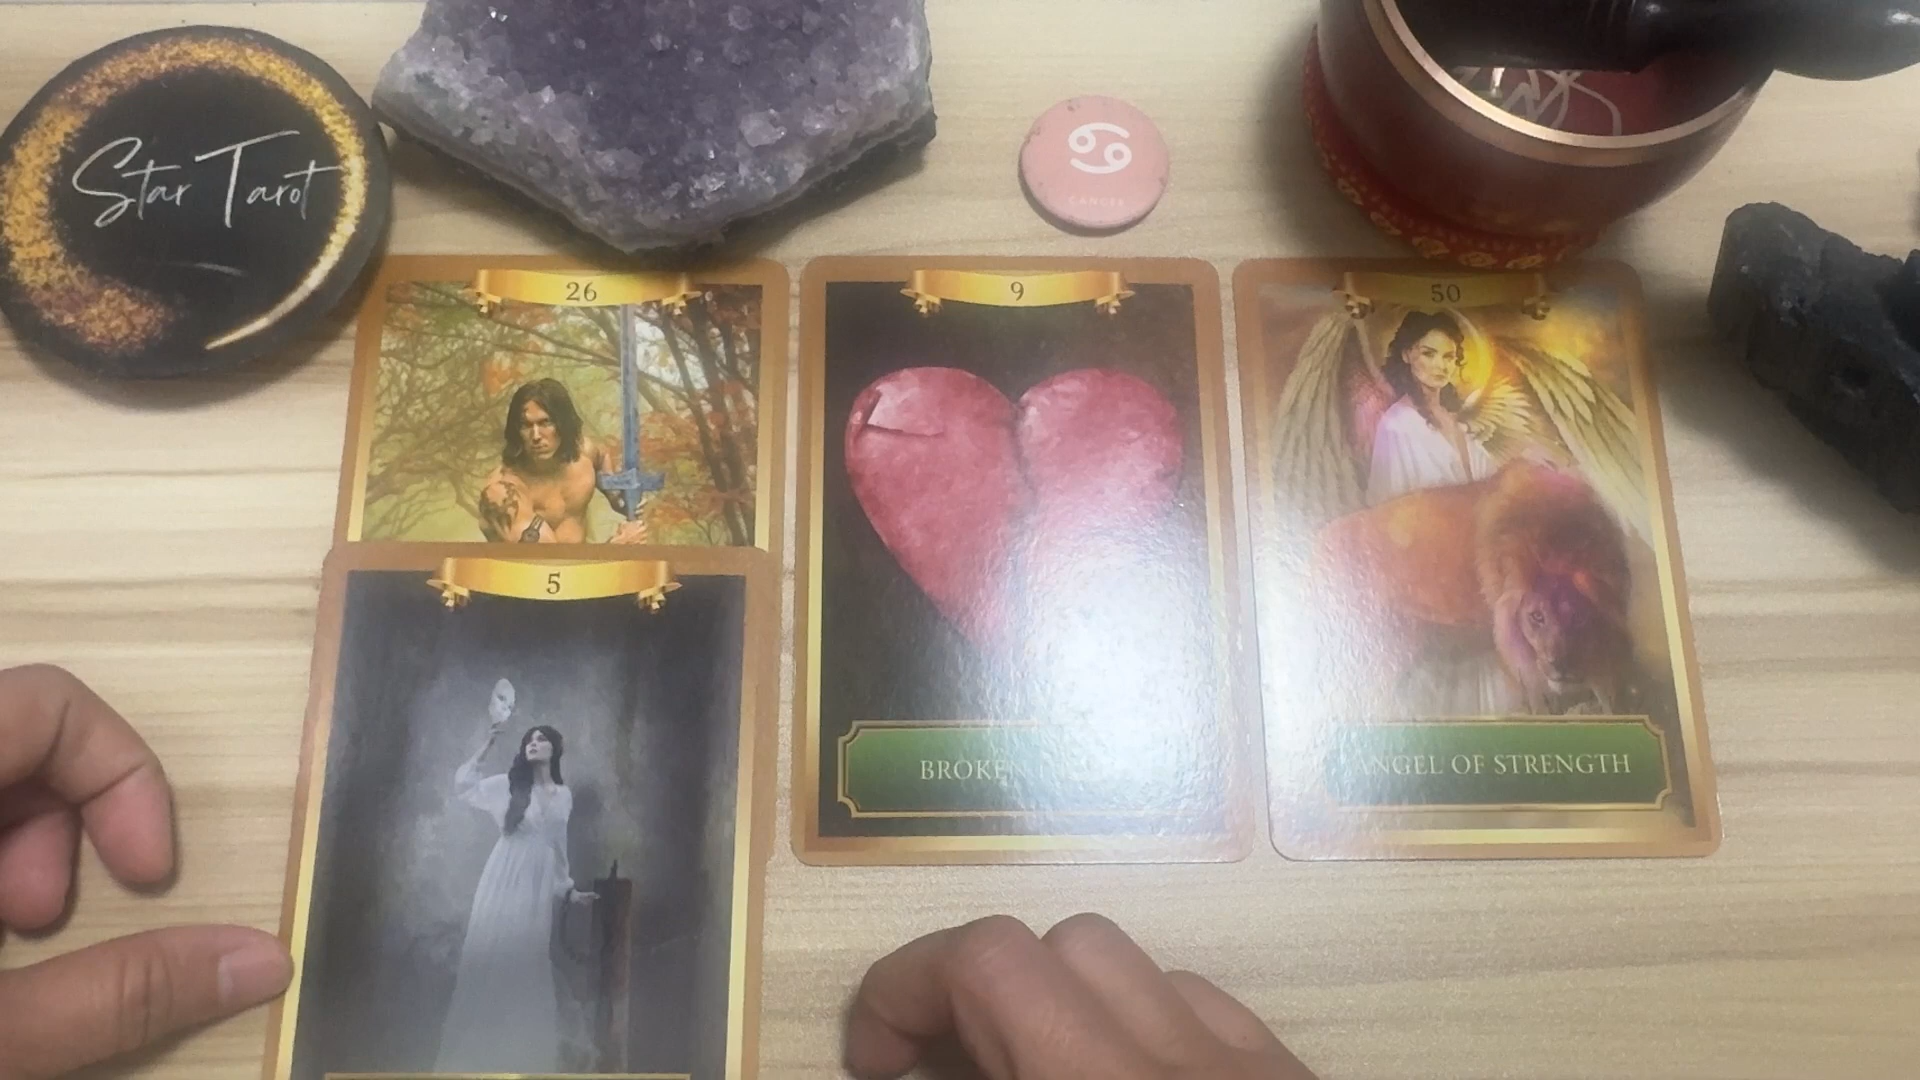 Star Tarot
CANCER
26
9
50
5
BROKEN
ANGEL OF STRENGTH